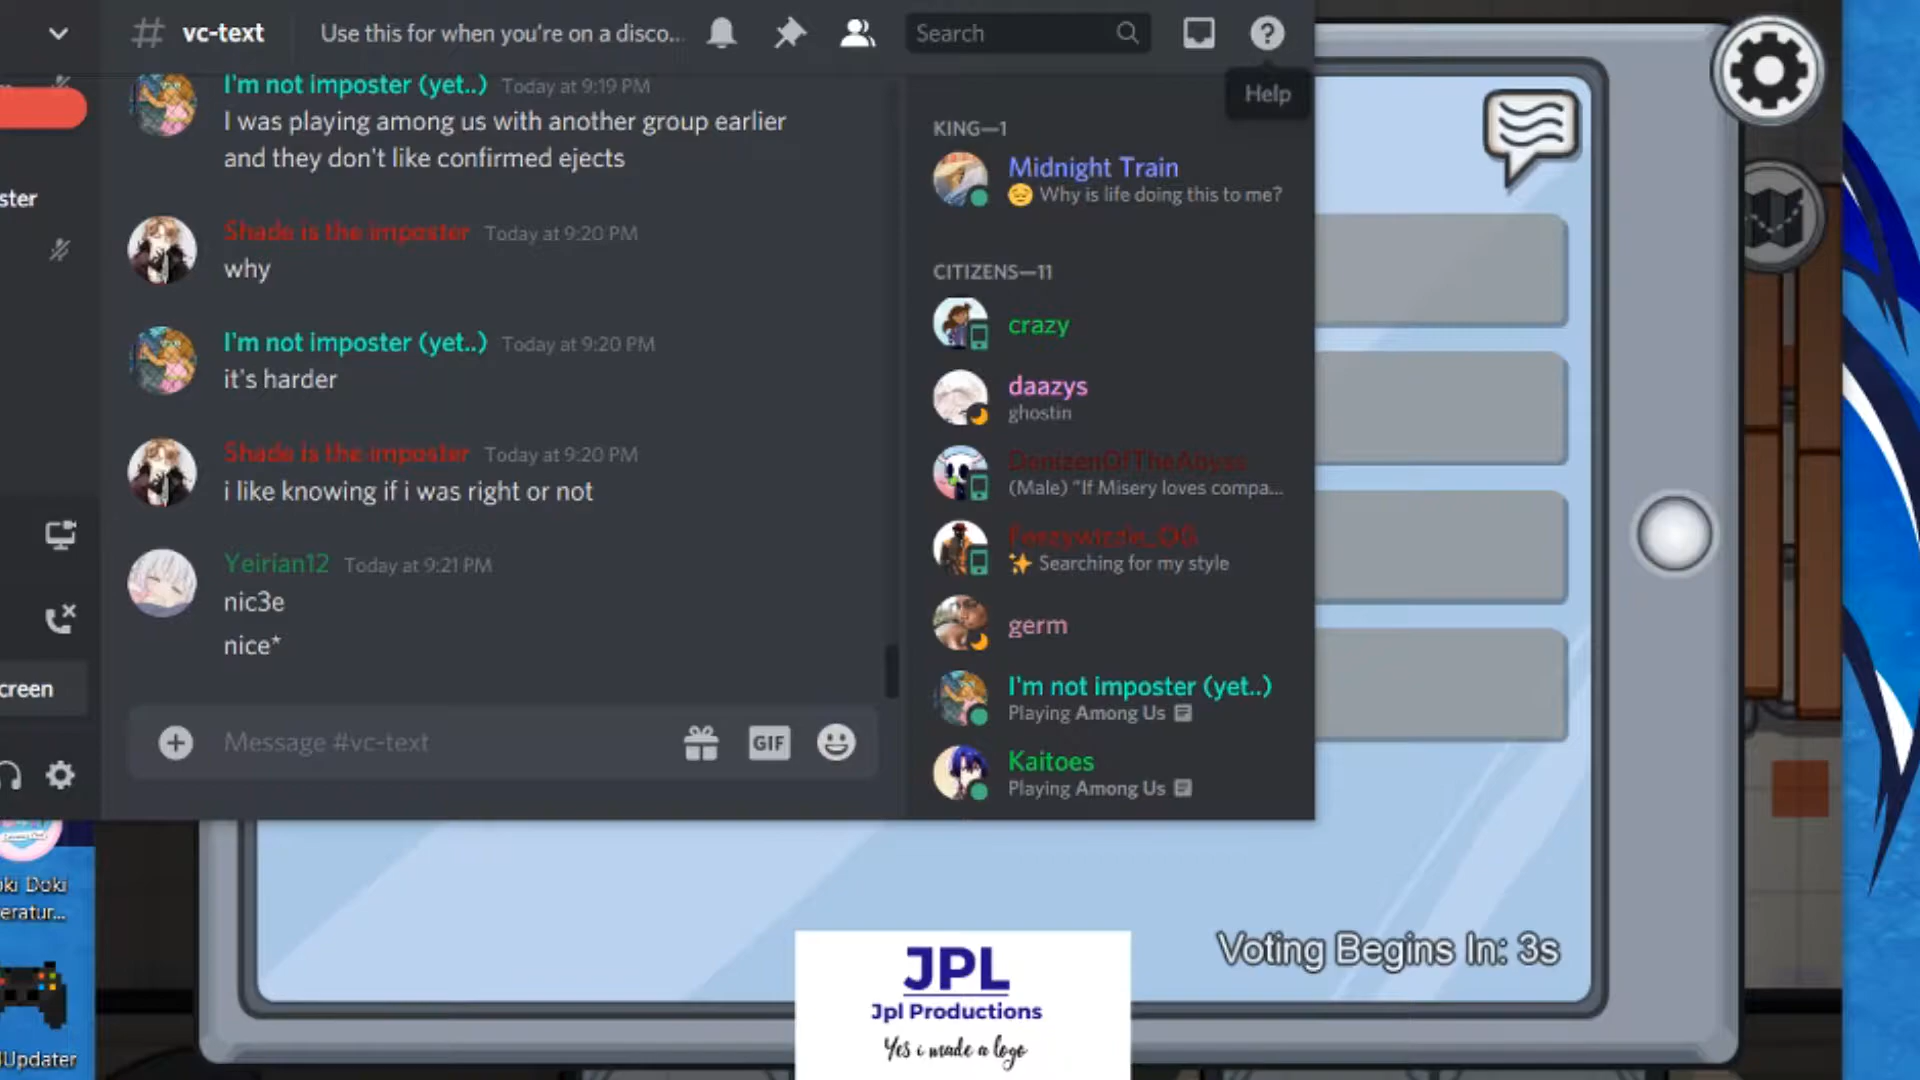 vc-text
Use this for when you're on a disco...
Search
Help
I'm not imposter (yet..) Today at 9:19 PM
I was playing among us with another group earlier
and they don't like confirmed ejects
Shade is the imposter Today at 9:20 PM
why
I'm not imposter (yet..) Today at 9:20 PM
it's harder
Shade is the imposter Today at 9:20 PM
i like knowing if i was right or not
Yeirian12 Today at 9:21 PM
nic3e
nice*
Message #vc-text
GIF
KING—1
Midnight Train
Why is life doing this to me?
CITIZENS—11
crazy
daazys
ghostin
DenizenOfTheAbyss
(Male) "If Misery loves compa...
Searching for my style
germ
I'm not imposter (yet..)
Playing Among Us
Kaitoes
Playing Among Us
ster
creen
oki Doki
eratur...
Updater
Voting Begins In: 3s
JPL
Jpl Productions
Yes i made a logo